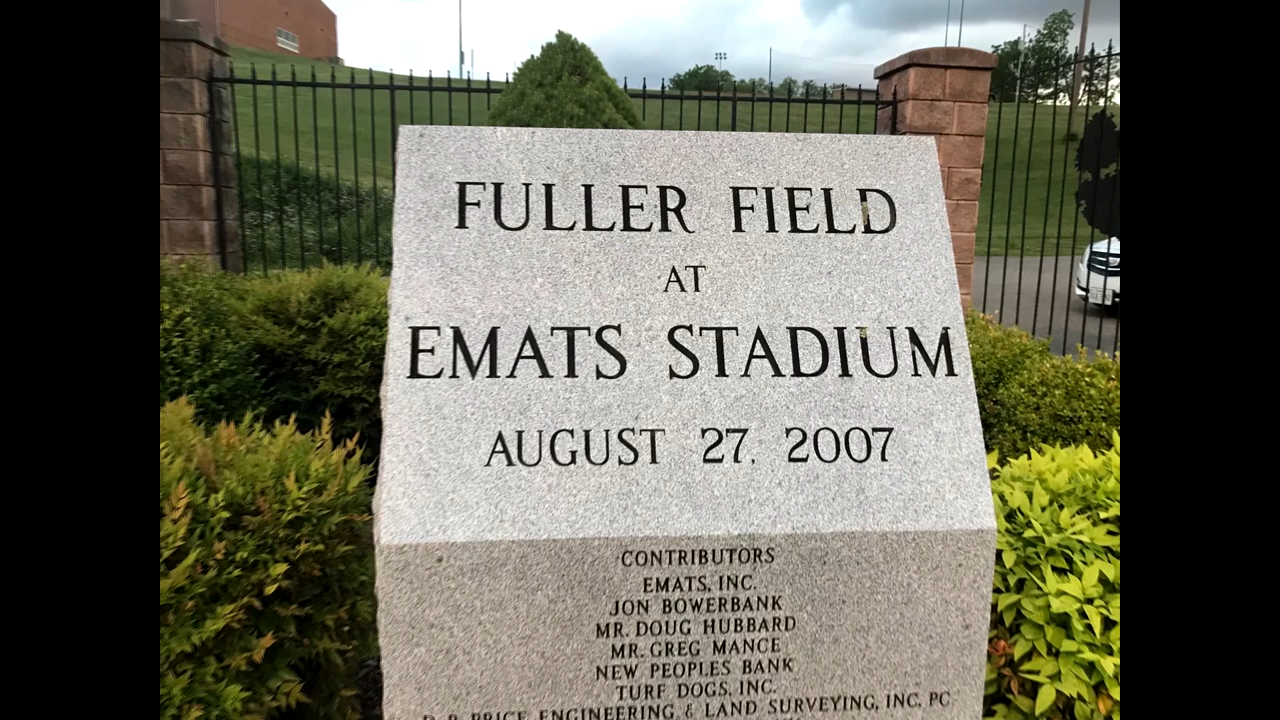 FULLER FIELD
AT
EMATS STADIUM
AUGUST 27, 2007
CONTRIBUTORS
EMATS, INC.
JON BOWERBANK
MR. DOUG HUBBARD
MR. GREG MANCE
NEW PEOPLES BANK
TURF DOGS, INC.
PRICE ENGINEERING & LAND SURVEYING, INC. PC